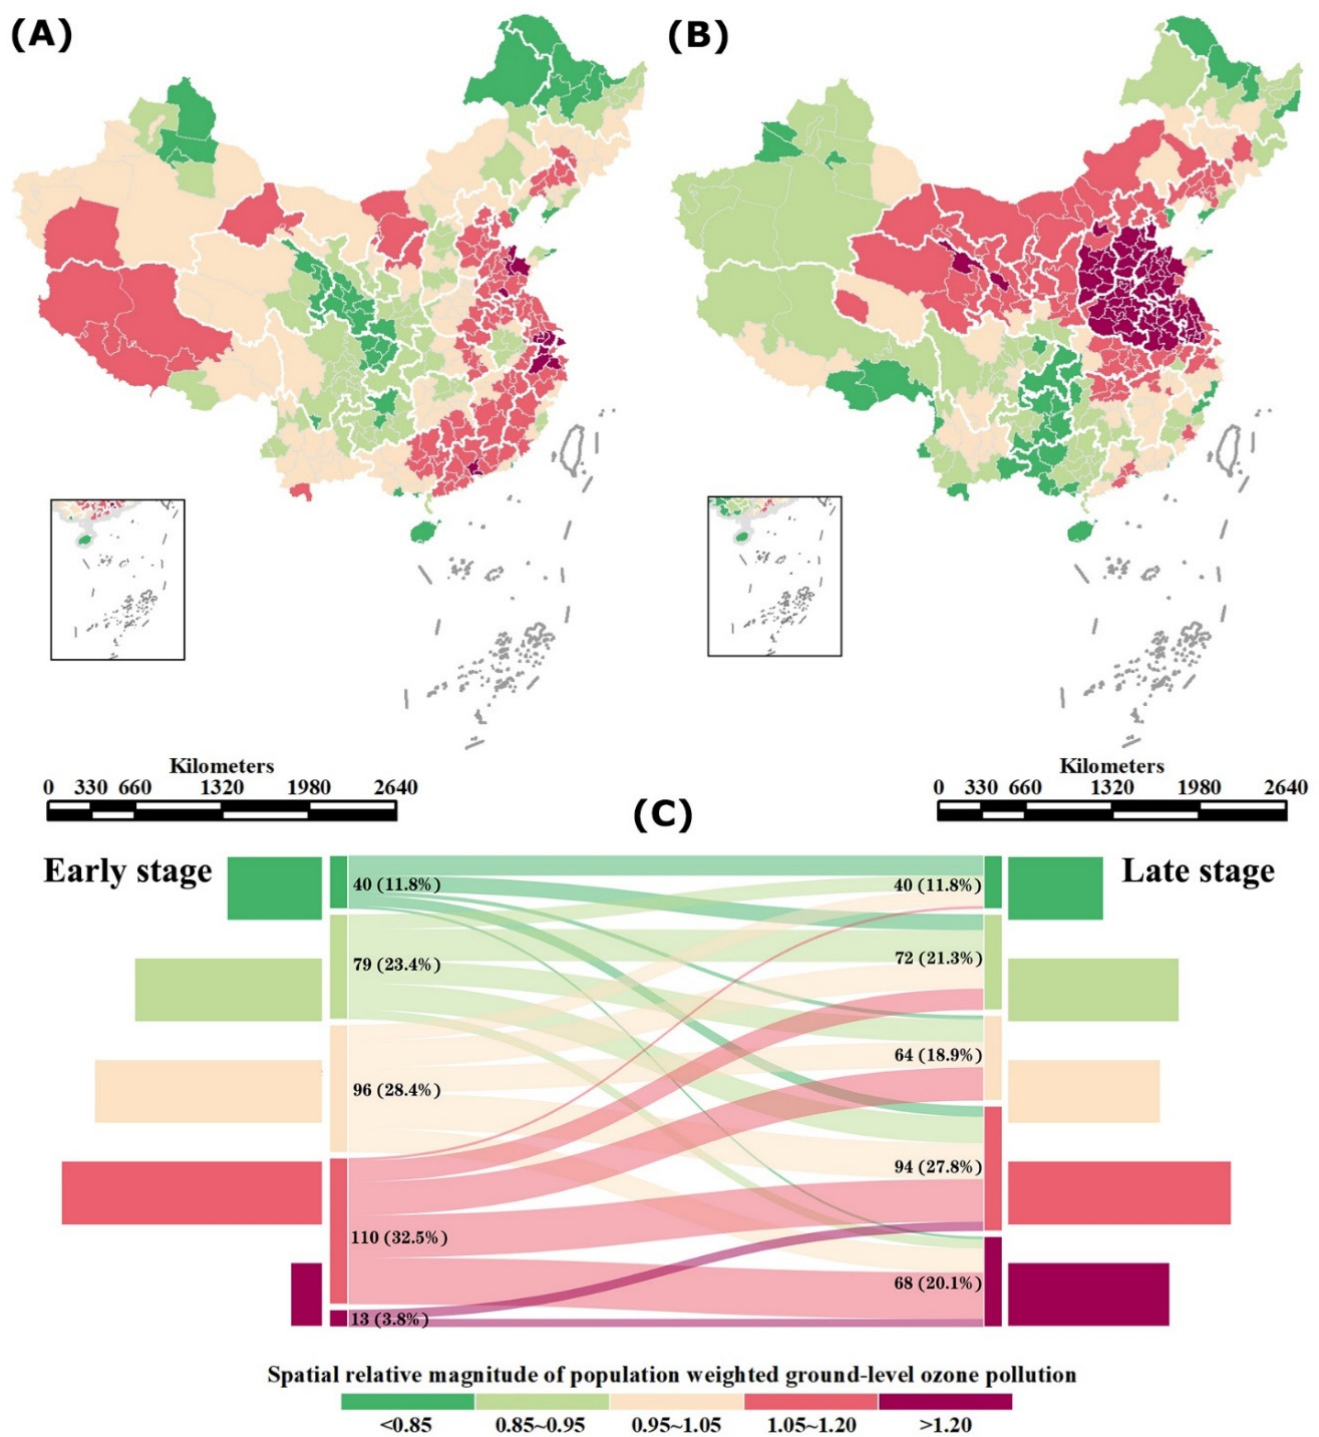 (A)
(B)
Kilometers
0 330 660 1320 1980 2640
Kilometers
0 330 660 1320 1980 2640
(C)
Early stage
Late stage
40 (11.8%)
40 (11.8%)
79 (23.4%)
72 (21.3%)
96 (28.4%)
64 (18.9%)
94 (27.8%)
110 (32.5%)
68 (20.1%)
13 (3.8%)
Spatial relative magnitude of population weighted ground-level ozone pollution
<0.85 0.85~0.95 0.95~1.05 1.05~1.20 >1.20